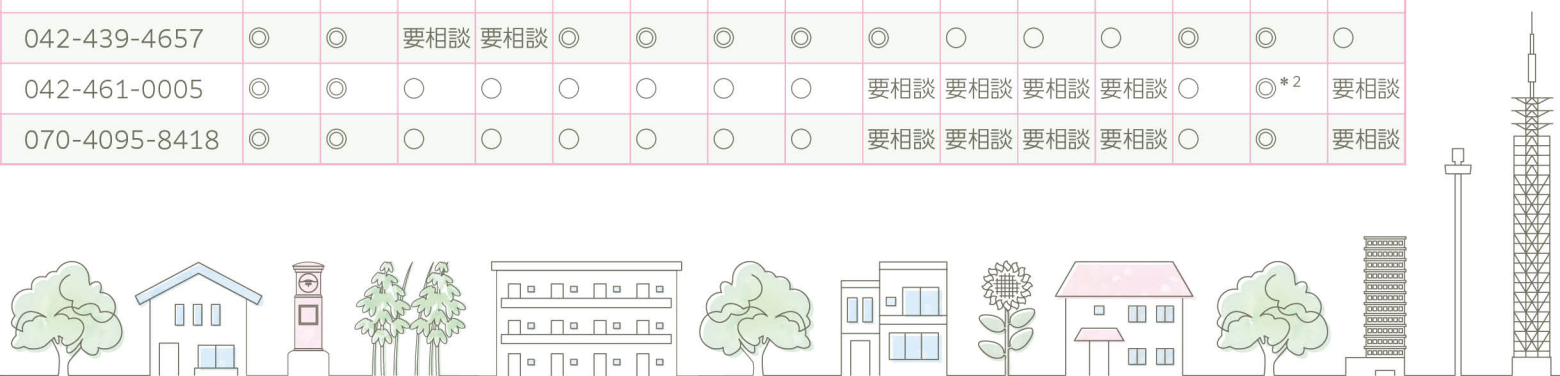 042-439-4657 ◎ ◎ 要相談 要相談 ◎ ◎ ◎ ◎ ◎ ○ ○ ○ ◎ ◎ ○
042-461-0005 ◎ ◎ ○ ○ ○ ○ ○ ○ 要相談 要相談 要相談 要相談 ○ ◎*2 要相談
070-4095-8418 ◎ ◎ ○ ○ ○ ○ ○ ○ 要相談 要相談 要相談 要相談 ○ ◎ 要相談